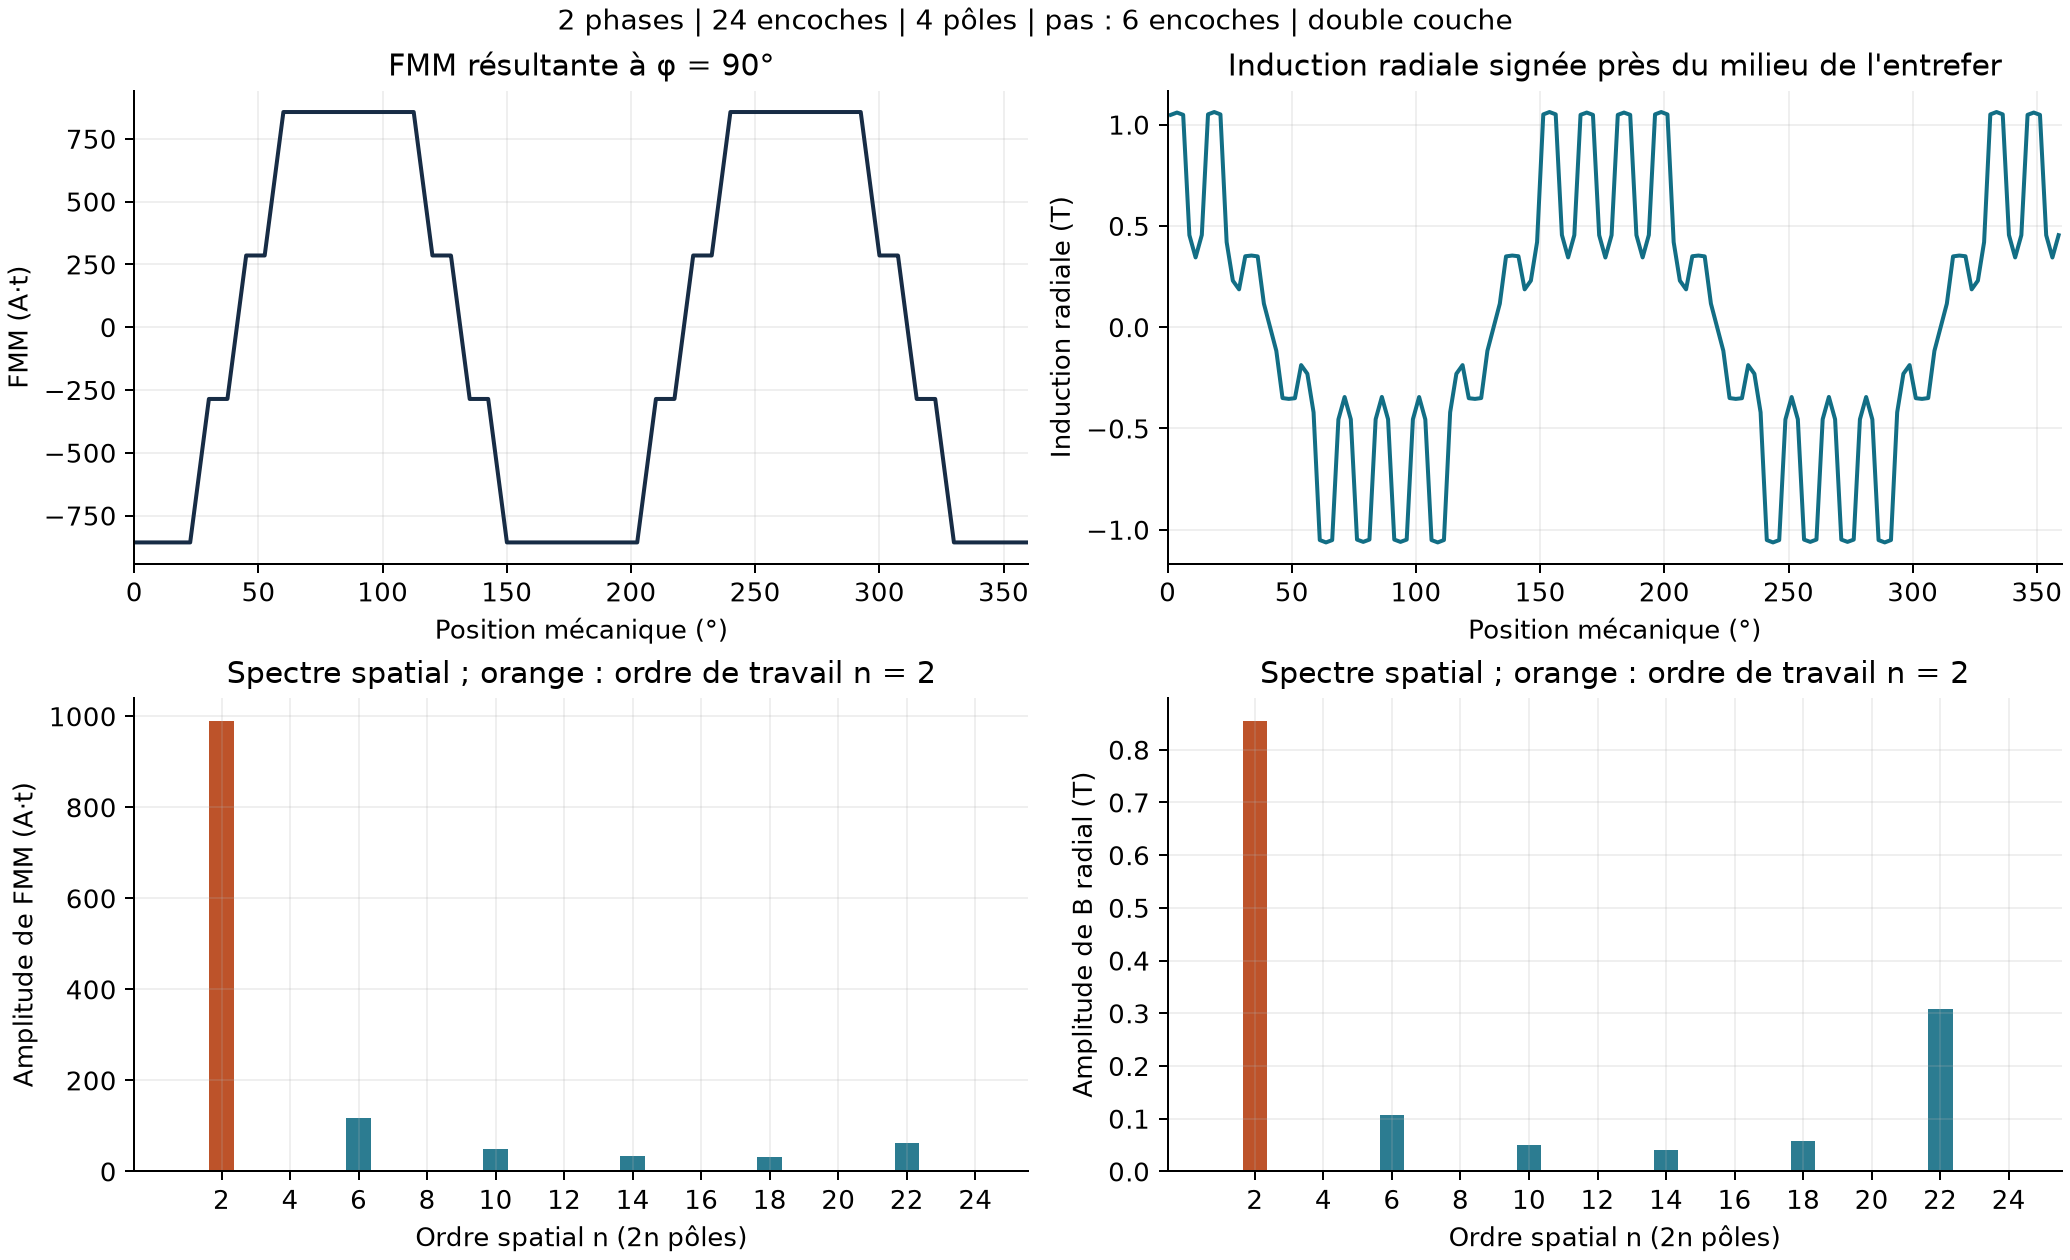 2 phases | 24 encoches | 4 pôles | pas : 6 encoches | double couche
FMM résultante à φ = 90°
FMM (A·t)
750
500
250
0
−250
−500
−750
0 50 100 150 200 250 300 350
Position mécanique (°)
Induction radiale signée près du milieu de l'entrefer
Induction radiale (T)
1.0
0.5
0.0
−0.5
−1.0
0 50 100 150 200 250 300 350
Position mécanique (°)
Spectre spatial ; orange : ordre de travail n = 2
Amplitude de FMM (A·t)
1000
800
600
400
200
0
2 4 6 8 10 12 14 16 18 20 22 24
Ordre spatial n (2n pôles)
Spectre spatial ; orange : ordre de travail n = 2
Amplitude de B radial (T)
0.8
0.7
0.6
0.5
0.4
0.3
0.2
0.1
0.0
2 4 6 8 10 12 14 16 18 20 22 24
Ordre spatial n (2n pôles)